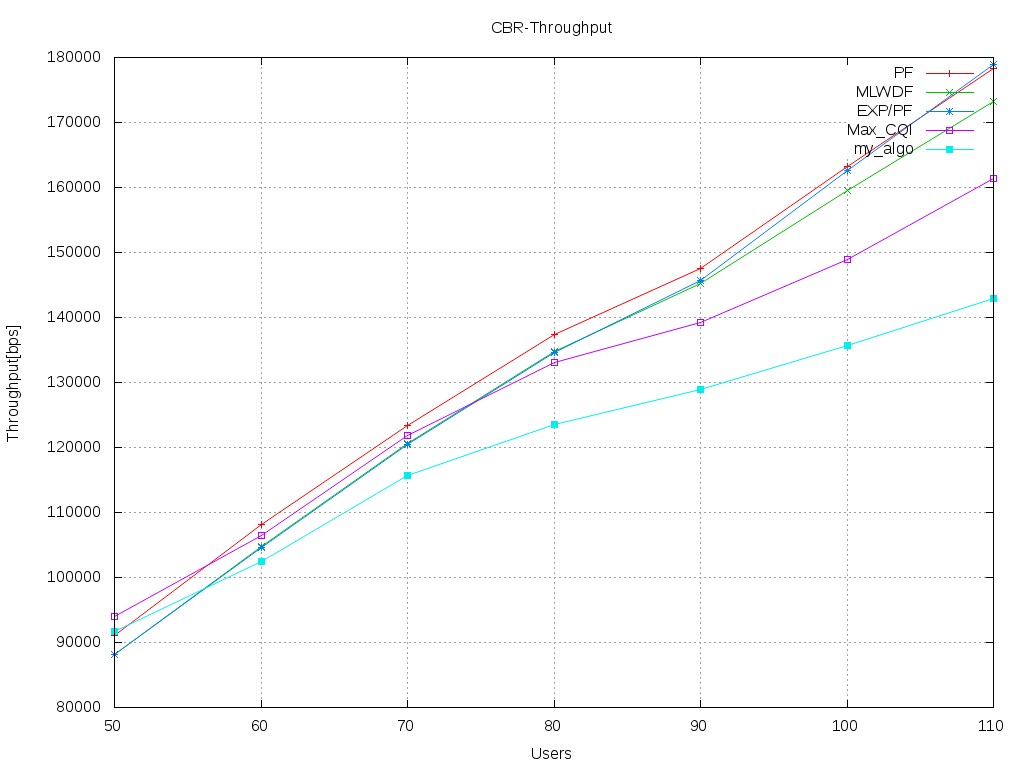 CBR-Throughput
180000
170000
160000
150000
140000
130000
120000
110000
100000
90000
80000
Throughput[bps]
PF
MLWDF
EXP/PF
Max_CQI
my_algo
50 60 70 80 90 100 110
Users